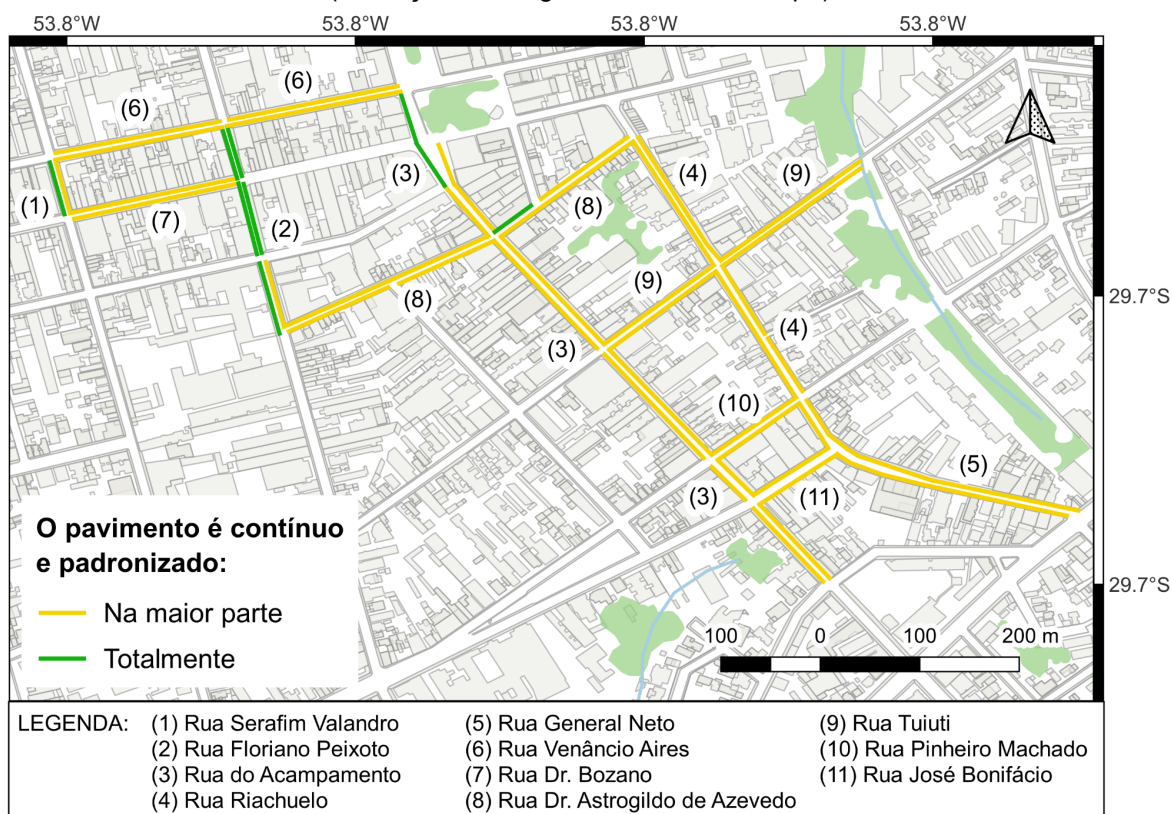 53.8°W 53.8°W 53.8°W 53.8°W
(6)
(6)
(3)
(4)
(9)
(1)
(7)
(2)
(8)
(9)
(8)
29.7°S
(3)
(4)
(10)
(5)
(3)
(11)
O pavimento é contínuo
e padronizado:
Na maior parte
Totalmente
29.7°S
100 0 100 200 m
LEGENDA:
(1) Rua Serafim Valandro
(2) Rua Floriano Peixoto
(3) Rua do Acampamento
(4) Rua Riachuelo
(5) Rua General Neto
(6) Rua Venâncio Aires
(7) Rua Dr. Bozano
(8) Rua Dr. Astrogildo de Azevedo
(9) Rua Tuiuti
(10) Rua Pinheiro Machado
(11) Rua José Bonifácio